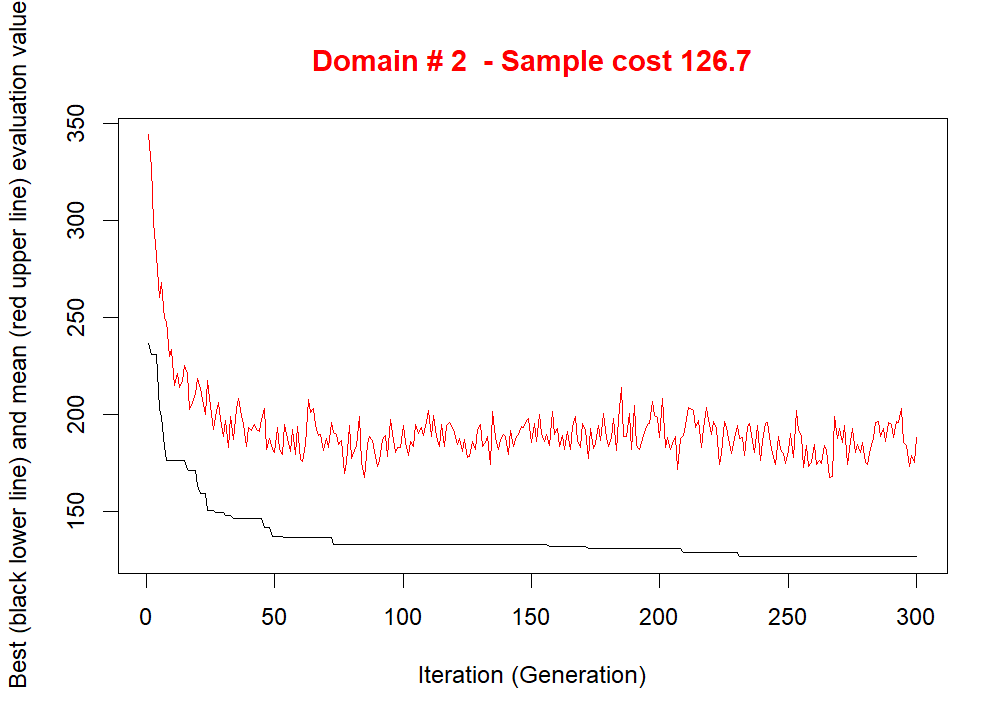 Domain # 2  - Sample cost 126.7
Best (black lower line) and mean (red upper line) evaluation value
350
300
250
200
150
0 50 100 150 200 250 300
Iteration (Generation)